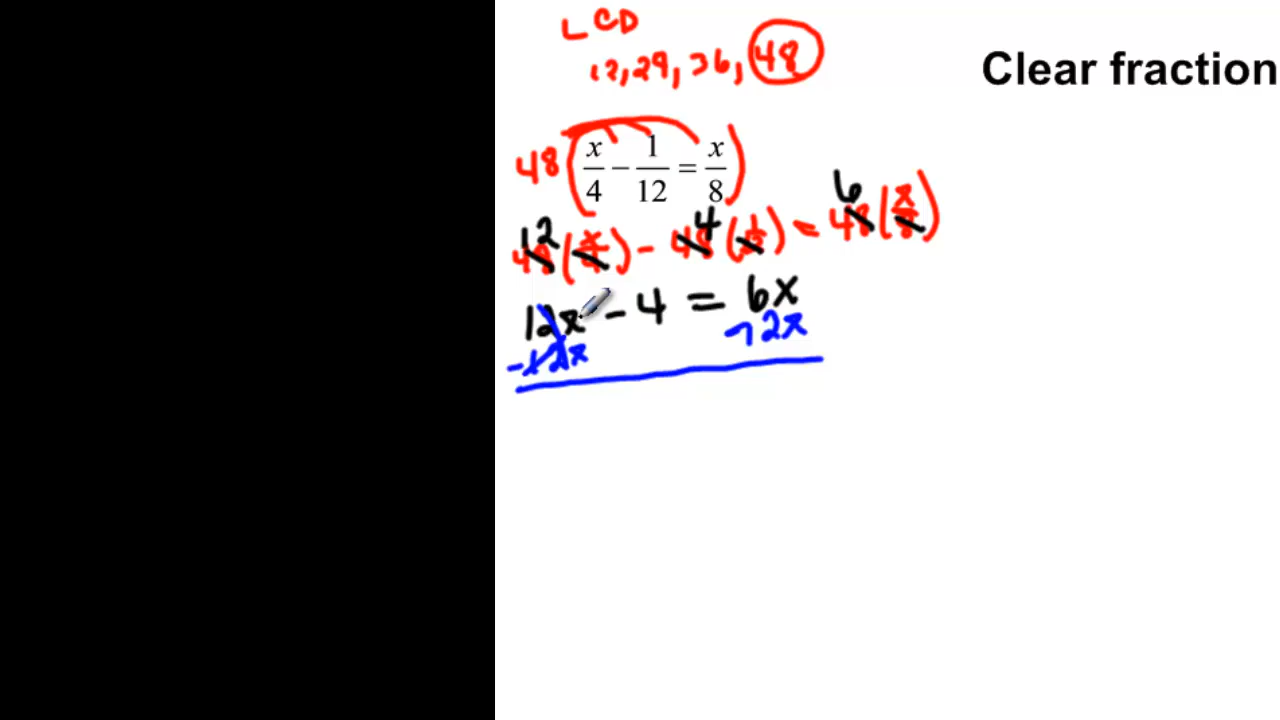 LCD
12, 24, 36, 48
Clear fraction
48 (x/4 − 1/12 = x/8)
12 4 6
48 (x/4) − 48 (1/12) = 48 (x/8)
12x − 4 = 6x
−12x −12x